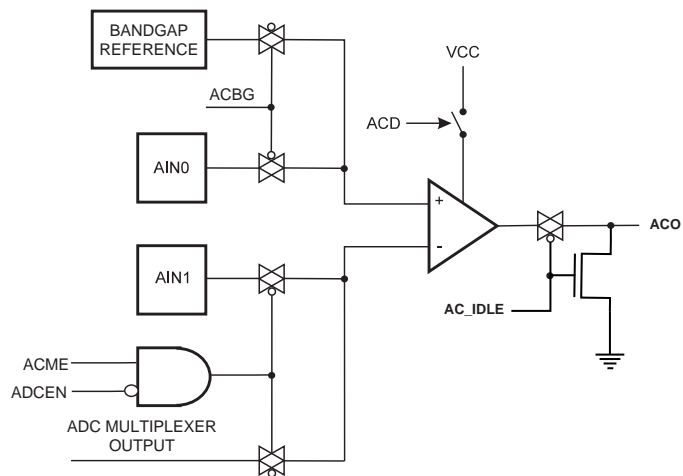 BANDGAP
REFERENCE
VCC
ACBG
ACD
AIN0
+
ACO
-
AIN1
AC_IDLE
ACME
ADCEN
ADC MULTIPLEXER
OUTPUT